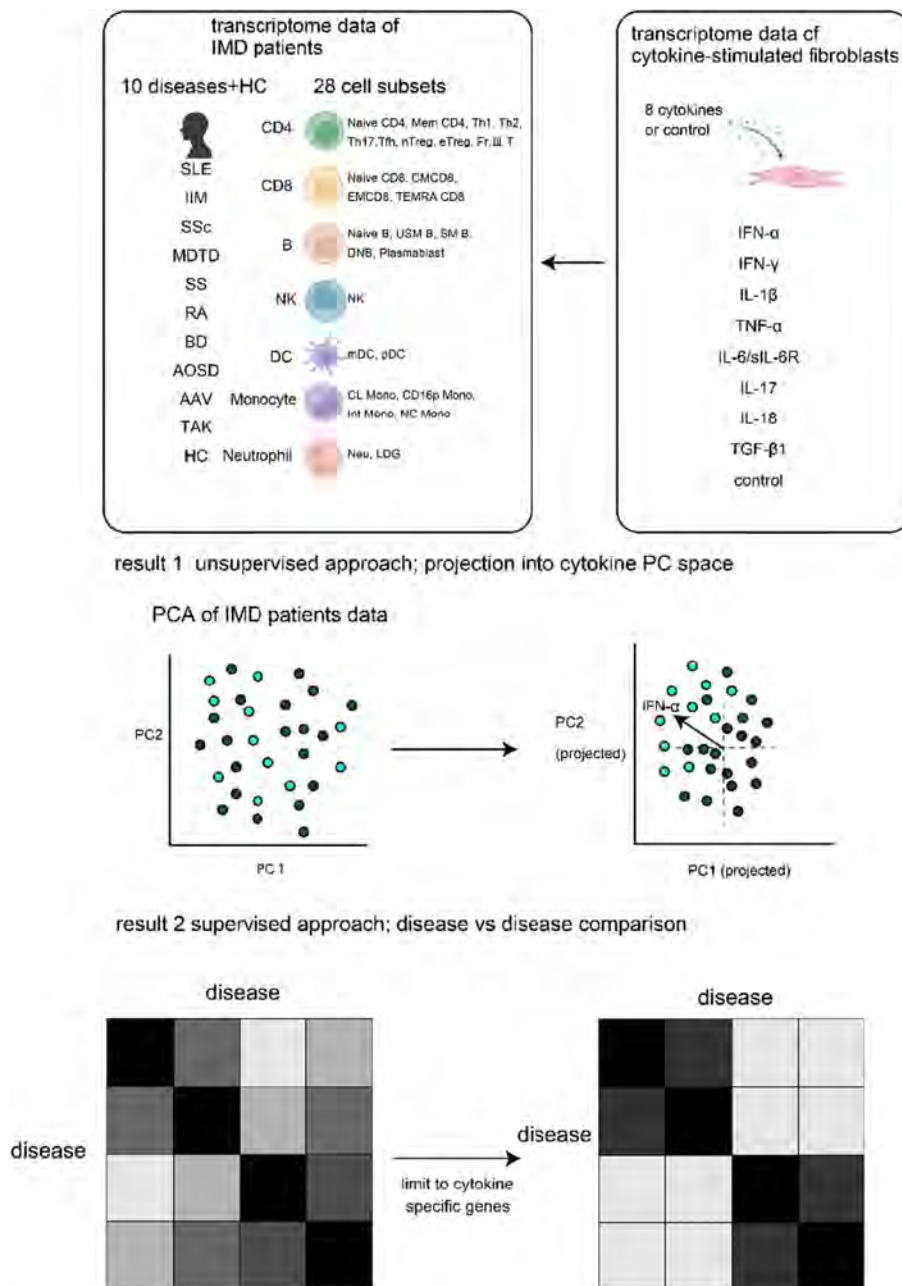 transcriptome data of
IMD patients
10 diseases+HC
28 cell subsets
SLE
IIM
SSc
MDTD
SS
RA
BD
AOSD
AAV
TAK
HC
CD4
Naive CD4, Mem CD4, Th1, Th2,
Th17,Tfh, nTreg, eTreg, Fr.III.T
CD8
Naive CD8, CMCD8,
EMCD8, TEMRA CD8
B
Naive B, USM B, SM B,
DNB, Plasmablast
NK
NK
DC
mDC, pDC
Monocyte
CL Mono, CD16p Mono,
Int Mono, NC Mono
Neutrophil
Neu, LDG
transcriptome data of
cytokine-stimulated fibroblasts
8 cytokines
or control
IFN-α
IFN-γ
IL-1β
TNF-α
IL-6/sIL-6R
IL-17
IL-18
TGF-β1
control
result 1 unsupervised approach; projection into cytokine PC space
PCA of IMD patients data
PC2
PC 1
PC2
(projected)
IFN-α
PC1 (projected)
result 2 supervised approach; disease vs disease comparison
disease
disease
limit to cytokine
specific genes
disease
disease